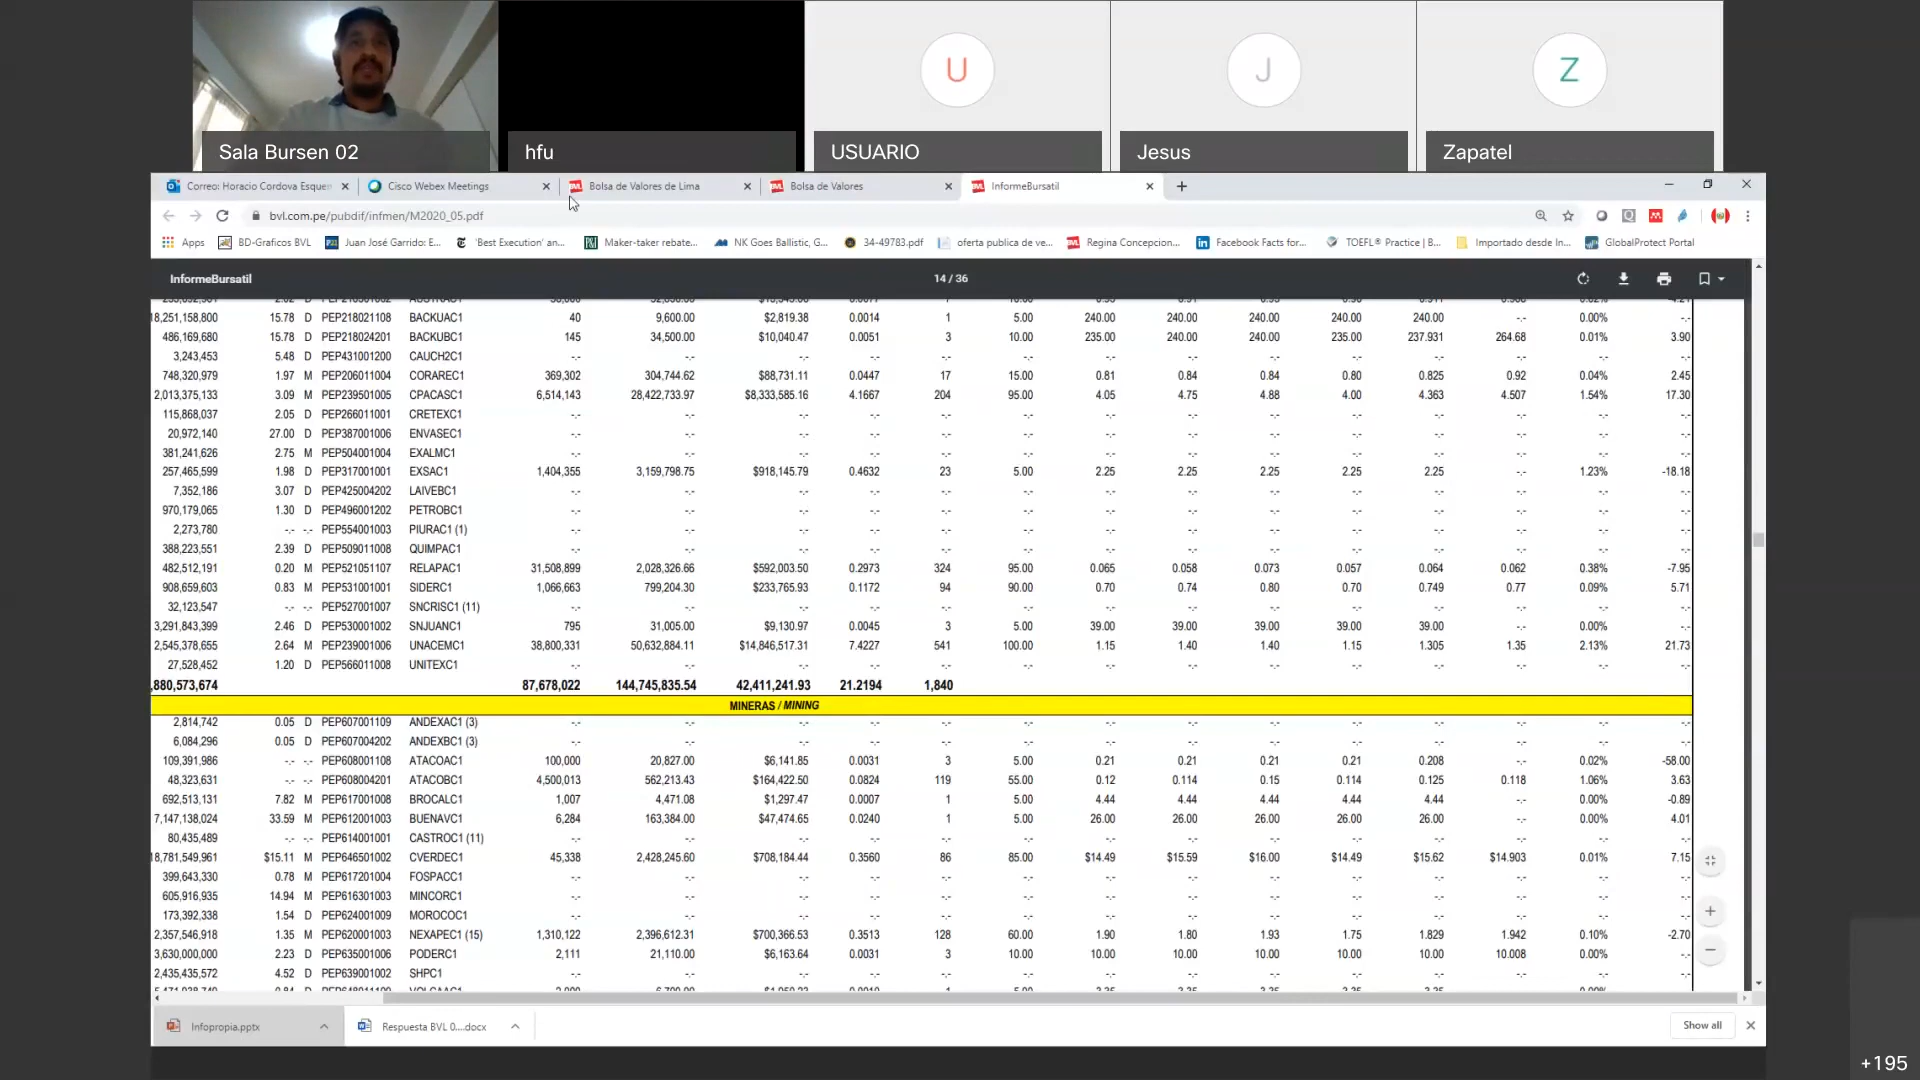 U
J
Z
Sala Bursen 02
hfu
USUARIO
Jesus
Zapatel
Correo: Horacio Cordova Esquen
Cisco Webex Meetings
Bolsa de Valores de Lima
Bolsa de Valores
InformeBursatil
bvl.com.pe/pubdif/infmen/M2020_05.pdf
Apps BD-Graficos BVL Juan José Garrido: E... 'Best Execution' an... Maker-taker rebate... NK Goes Ballistic, G... 34-49783.pdf oferta publica de ve... Regina Concepcion... Facebook Facts for... TOEFL® Practice | B... Importado desde In... GlobalProtect Portal
InformeBursatil 14 / 36
18,251,158,800 15.78 D PEP218021108 BACKUAC1 40 9,600.00 $2,819.38 0.0014 1 5.00 240.00 240.00 240.00 240.00 240.00 -.- 0.00% -.-
486,169,680 15.78 D PEP218024201 BACKUBC1 145 34,500.00 $10,040.47 0.0051 3 10.00 235.00 240.00 240.00 235.00 237.931 264.68 0.01% 3.90
3,243,453 5.48 D PEP431001200 CAUCH2C1 -.- -.- -.- -.- -.- -.- -.- -.- -.- -.- -.- -.- -.- -.-
748,320,979 1.97 M PEP206011004 CORAREC1 369,302 304,744.62 $88,731.11 0.0447 17 15.00 0.81 0.84 0.84 0.80 0.825 0.92 0.04% 2.45
2,013,375,133 3.09 M PEP239501005 CPACASC1 6,514,143 28,422,733.97 $8,333,585.16 4.1667 204 95.00 4.05 4.75 4.88 4.00 4.363 4.507 1.54% 17.30
115,868,037 2.05 D PEP266011001 CRETEXC1 -.- -.- -.- -.- -.- -.- -.- -.- -.- -.- -.- -.- -.- -.-
20,972,140 27.00 D PEP387001006 ENVASEC1 -.- -.- -.- -.- -.- -.- -.- -.- -.- -.- -.- -.- -.- -.-
381,241,626 2.75 M PEP504001004 EXALMC1 -.- -.- -.- -.- -.- -.- -.- -.- -.- -.- -.- -.- -.- -.-
257,465,599 1.98 D PEP317001001 EXSAC1 1,404,355 3,159,798.75 $918,145.79 0.4632 23 5.00 2.25 2.25 2.25 2.25 2.25 -.- 1.23% -18.18
7,352,186 3.07 D PEP425004202 LAIVEBC1 -.- -.- -.- -.- -.- -.- -.- -.- -.- -.- -.- -.- -.- -.-
970,179,065 1.30 D PEP496001202 PETROBC1 -.- -.- -.- -.- -.- -.- -.- -.- -.- -.- -.- -.- -.- -.-
2,273,780 -.- -.- PEP554001003 PIURAC1 (1) -.- -.- -.- -.- -.- -.- -.- -.- -.- -.- -.- -.- -.- -.-
388,223,551 2.39 D PEP509011008 QUIMPAC1 -.- -.- -.- -.- -.- -.- -.- -.- -.- -.- -.- -.- -.- -.-
482,512,191 0.20 M PEP521051107 RELAPAC1 31,508,899 2,028,326.66 $592,003.50 0.2973 324 95.00 0.065 0.058 0.073 0.057 0.064 0.062 0.38% -7.95
908,659,603 0.83 M PEP531001001 SIDERC1 1,066,663 799,204.30 $233,765.93 0.1172 94 90.00 0.70 0.74 0.80 0.70 0.749 0.77 0.09% 5.71
32,123,547 -.- -.- PEP527001007 SNCRISC1 (11) -.- -.- -.- -.- -.- -.- -.- -.- -.- -.- -.- -.- -.- -.-
3,291,843,399 2.46 D PEP530001002 SNJUANC1 795 31,005.00 $9,130.97 0.0045 3 5.00 39.00 39.00 39.00 39.00 39.00 -.- 0.00% -.-
2,545,378,655 2.64 M PEP239001006 UNACEMC1 38,800,331 50,632,884.11 $14,846,517.31 7.4227 541 100.00 1.15 1.40 1.40 1.15 1.305 1.35 2.13% 21.73
27,528,452 1.20 D PEP566011008 UNITEXC1 -.- -.- -.- -.- -.- -.- -.- -.- -.- -.- -.- -.- -.- -.-
,880,573,674 87,678,022 144,745,835.54 42,411,241.93 21.2194 1,840
MINERAS / MINING
2,814,742 0.05 D PEP607001109 ANDEXAC1 (3) -.- -.- -.- -.- -.- -.- -.- -.- -.- -.- -.- -.- -.- -.-
6,084,296 0.05 D PEP607004202 ANDEXBC1 (3) -.- -.- -.- -.- -.- -.- -.- -.- -.- -.- -.- -.- -.- -.-
109,391,986 -.- -.- PEP608001108 ATACOAC1 100,000 20,827.00 $6,141.85 0.0031 3 5.00 0.21 0.21 0.21 0.21 0.208 -.- 0.02% -58.00
48,323,631 -.- -.- PEP608004201 ATACOBC1 4,500,013 562,213.43 $164,422.50 0.0824 119 55.00 0.12 0.114 0.15 0.114 0.125 0.118 1.06% 3.63
692,513,131 7.82 M PEP617001008 BROCALC1 1,007 4,471.08 $1,297.47 0.0007 1 5.00 4.44 4.44 4.44 4.44 4.44 -.- 0.00% -0.89
7,147,138,024 33.59 M PEP612001003 BUENAVC1 6,284 163,384.00 $47,474.65 0.0240 1 5.00 26.00 26.00 26.00 26.00 26.00 -.- 0.00% 4.01
80,435,489 -.- -.- PEP614001001 CASTROC1 (11) -.- -.- -.- -.- -.- -.- -.- -.- -.- -.- -.- -.- -.- -.-
18,781,549,961 $15.11 M PEP646501002 CVERDEC1 45,338 2,428,245.60 $708,184.44 0.3560 86 85.00 $14.49 $15.59 $16.00 $14.49 $15.62 $14.903 0.01% 7.15
399,643,330 0.78 M PEP617201004 FOSPACC1 -.- -.- -.- -.- -.- -.- -.- -.- -.- -.- -.- -.- -.- -.-
605,916,935 14.94 M PEP616301003 MINCORC1 -.- -.- -.- -.- -.- -.- -.- -.- -.- -.- -.- -.- -.- -.-
173,392,338 1.54 D PEP624001009 MOROCOC1 -.- -.- -.- -.- -.- -.- -.- -.- -.- -.- -.- -.- -.- -.-
2,357,546,918 1.35 M PEP620001003 NEXAPEC1 (15) 1,310,122 2,396,612.31 $700,366.53 0.3513 128 60.00 1.90 1.80 1.93 1.75 1.829 1.942 0.10% -2.70
3,630,000,000 2.23 D PEP635001006 PODERC1 2,111 21,110.00 $6,163.64 0.0031 3 10.00 10.00 10.00 10.00 10.00 10.00 10.008 0.00% -.-
2,435,435,572 4.52 D PEP639001002 SHPC1 -.- -.- -.- -.- -.- -.- -.- -.- -.- -.- -.- -.- -.- -.-
Infopropia.pptx
Respuesta BVL 0....docx
Show all
+195